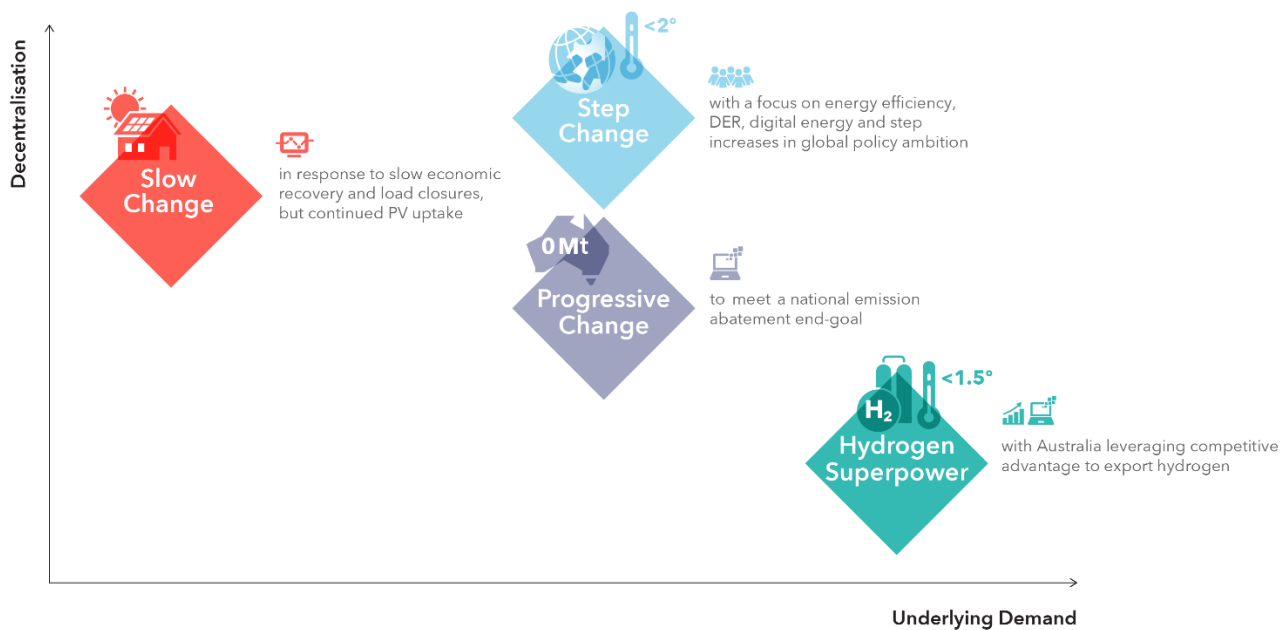 Decentralisation
<2°
Step
Change
with a focus on energy efficiency,
DER, digital energy and step
increases in global policy ambition
Slow
Change
in response to slow economic
recovery and load closures,
but continued PV uptake
0 Mt
Progressive
Change
to meet a national emission
abatement end-goal
<1.5°
H₂
Hydrogen
Superpower
with Australia leveraging competitive
advantage to export hydrogen
Underlying Demand